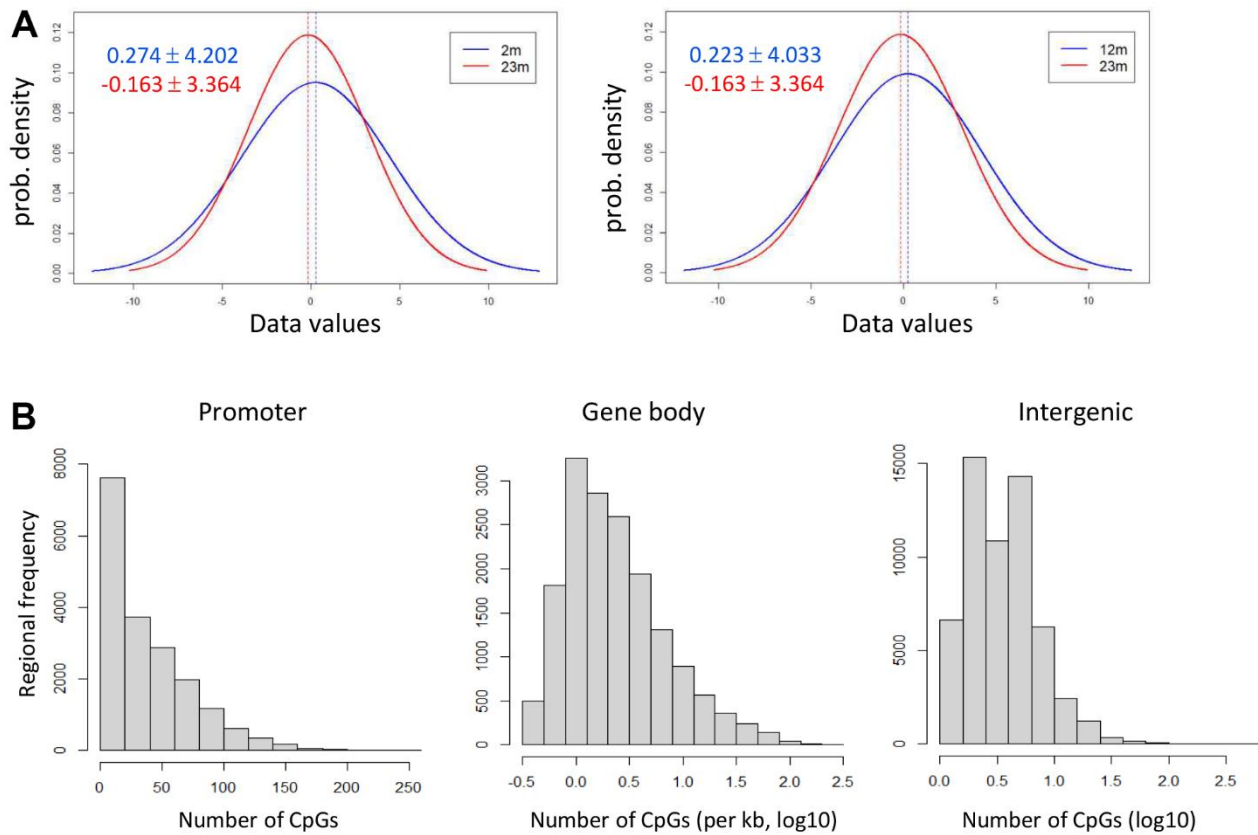 A
0.274 ± 4.202
-0.163 ± 3.364
2m
23m
prob. density
0.00 0.02 0.04 0.06 0.08 0.10 0.12
-10 -5 0 5 10
Data values
0.223 ± 4.033
-0.163 ± 3.364
12m
23m
prob. density
0.00 0.02 0.04 0.06 0.08 0.10 0.12
-10 -5 0 5 10
Data values
B
Promoter
Regional frequency
0 2000 4000 6000 8000
0 50 100 150 200 250
Number of CpGs
Gene body
0 500 1000 1500 2000 2500 3000
-0.5 0.0 0.5 1.0 1.5 2.0 2.5
Number of CpGs (per kb, log10)
Intergenic
0 5000 10000 15000
0.0 0.5 1.0 1.5 2.0 2.5
Number of CpGs (log10)